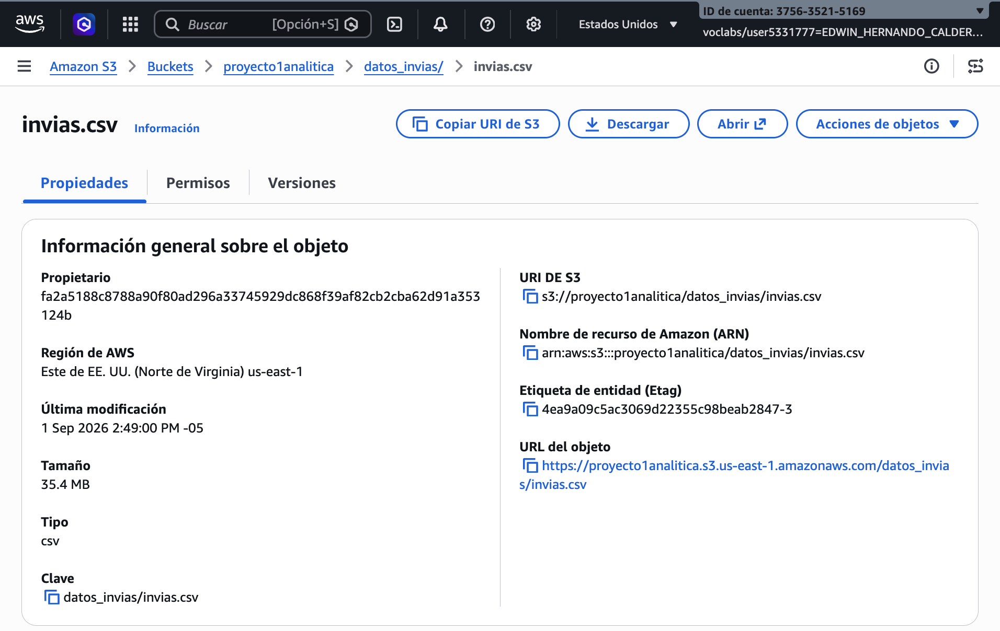 aws
Buscar [Opción+S]
Estados Unidos
ID de cuenta: 3756-3521-5169
voclabs/user5331777=EDWIN_HERNANDO_CALDER...
Amazon S3 > Buckets > proyecto1analitica > datos_invias/ > invias.csv
invias.csv Información
Copiar URI de S3 Descargar Abrir Acciones de objetos
Propiedades Permisos Versiones
Información general sobre el objeto
Propietario
fa2a5188c8788a90f80ad296a33745929dc868f39af82cb2cba62d91a353
124b
Región de AWS
Este de EE. UU. (Norte de Virginia) us-east-1
Última modificación
1 Sep 2026 2:49:00 PM -05
Tamaño
35.4 MB
Tipo
csv
Clave
datos_invias/invias.csv
URI DE S3
s3://proyecto1analitica/datos_invias/invias.csv
Nombre de recurso de Amazon (ARN)
arn:aws:s3:::proyecto1analitica/datos_invias/invias.csv
Etiqueta de entidad (Etag)
4ea9a09c5ac3069d22355c98beab2847-3
URL del objeto
https://proyecto1analitica.s3.us-east-1.amazonaws.com/datos_invia
s/invias.csv